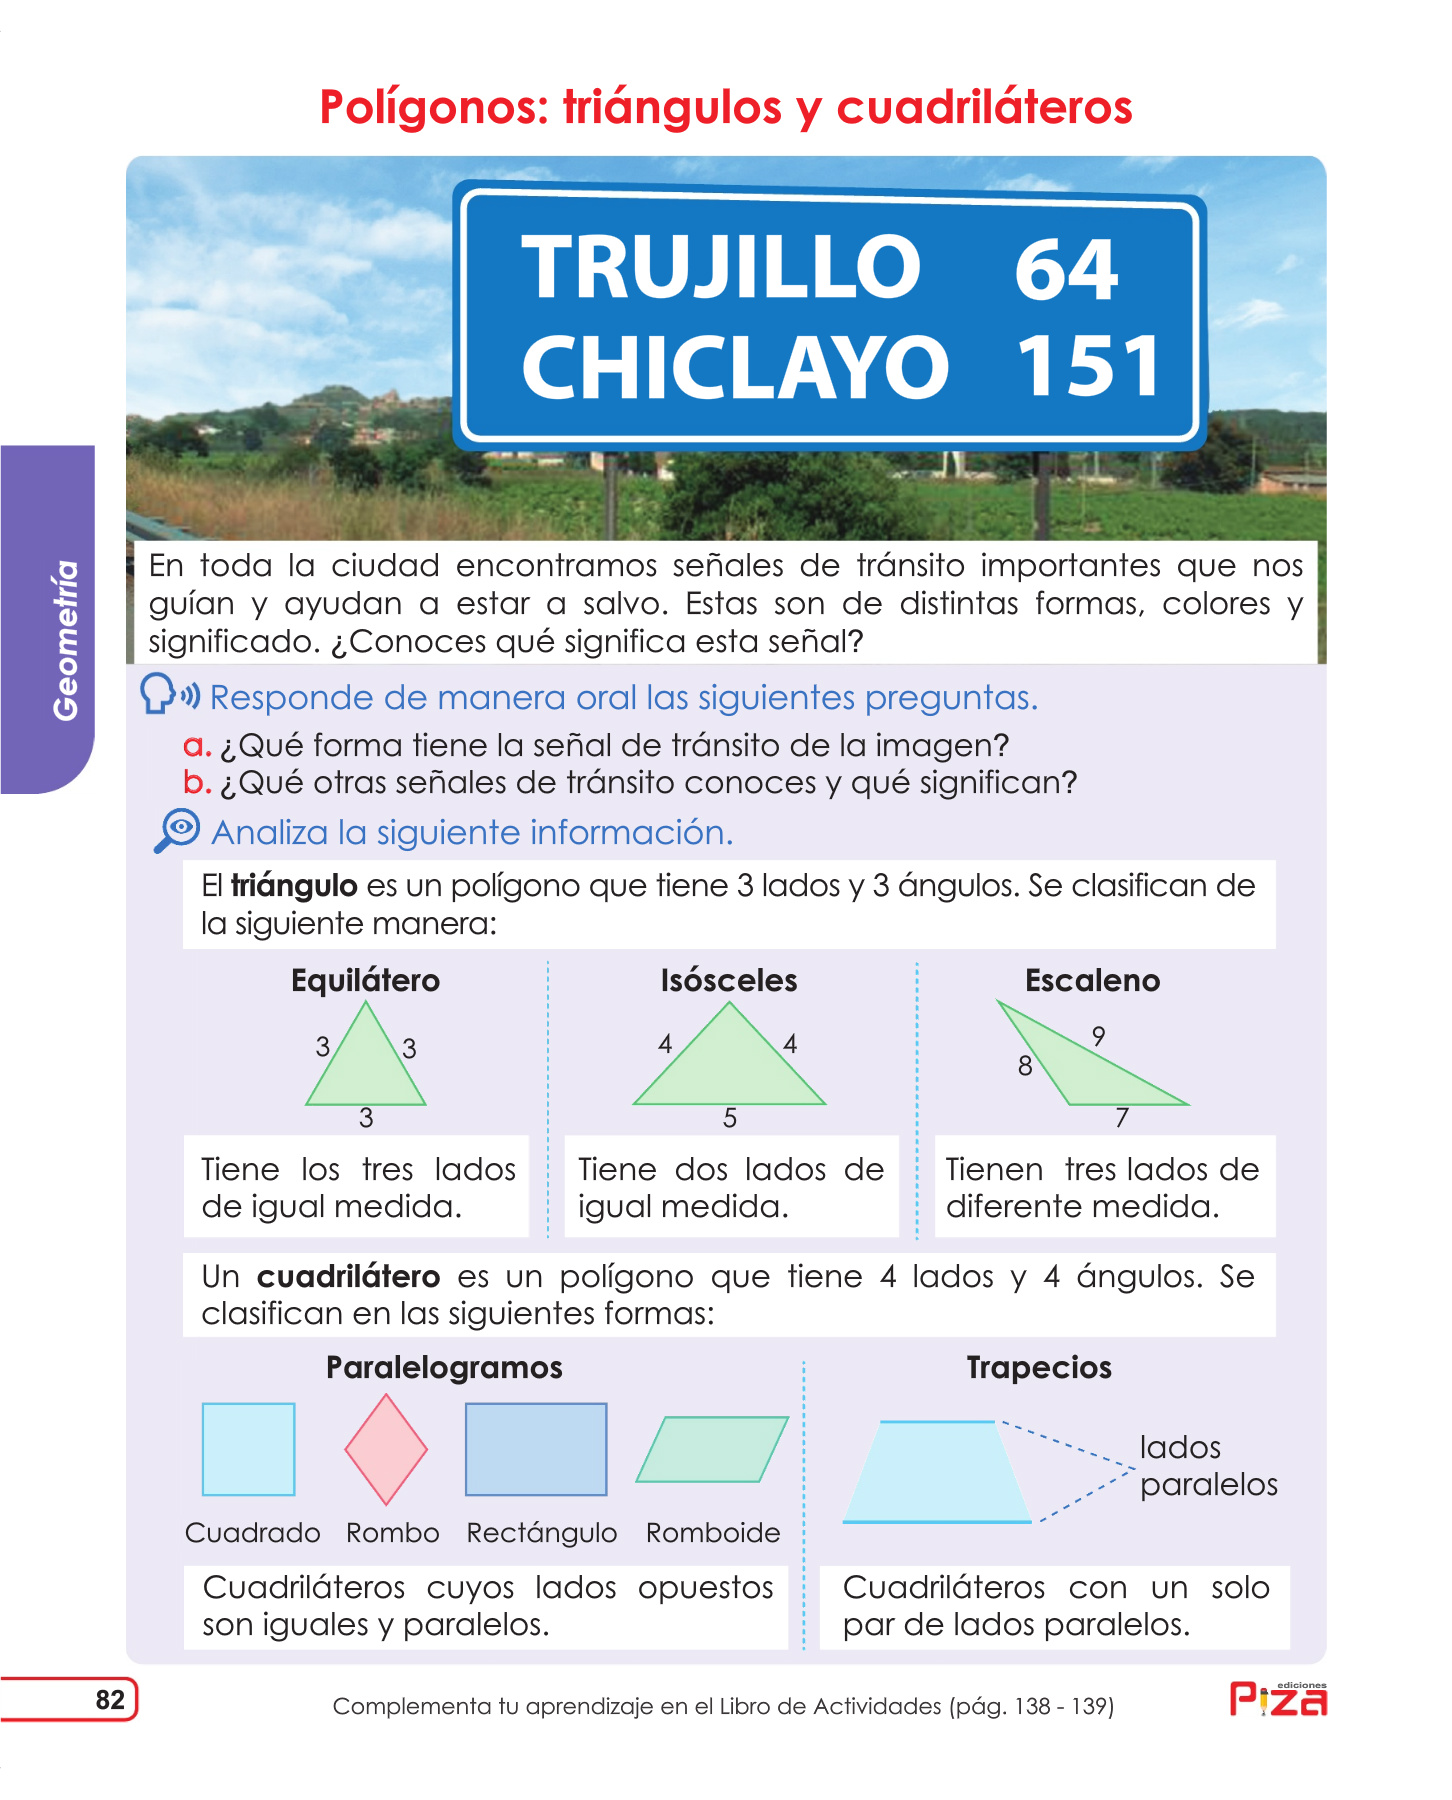 Polígonos: triángulos y cuadriláteros
TRUJILLO 64
CHICLAYO 151
En toda la ciudad encontramos señales de tránsito importantes que nos
guían y ayudan a estar a salvo. Estas son de distintas formas, colores y
significado. ¿Conoces qué significa esta señal?
Geometría
Responde de manera oral las siguientes preguntas.
a. ¿Qué forma tiene la señal de tránsito de la imagen?
b. ¿Qué otras señales de tránsito conoces y qué significan?
Analiza la siguiente información.
El triángulo es un polígono que tiene 3 lados y 3 ángulos. Se clasifican de
la siguiente manera:
Equilátero
3
3
3
Tiene los tres lados
de igual medida.
Isósceles
4
4
5
Tiene dos lados de
igual medida.
Escaleno
9
8
7
Tienen tres lados de
diferente medida.
Un cuadrilátero es un polígono que tiene 4 lados y 4 ángulos. Se
clasifican en las siguientes formas:
Paralelogramos
Cuadrado Rombo Rectángulo Romboide
Cuadriláteros cuyos lados opuestos
son iguales y paralelos.
Trapecios
lados
paralelos
Cuadriláteros con un solo
par de lados paralelos.
82
Complementa tu aprendizaje en el Libro de Actividades (pág. 138 - 139)
ediciones
Piza